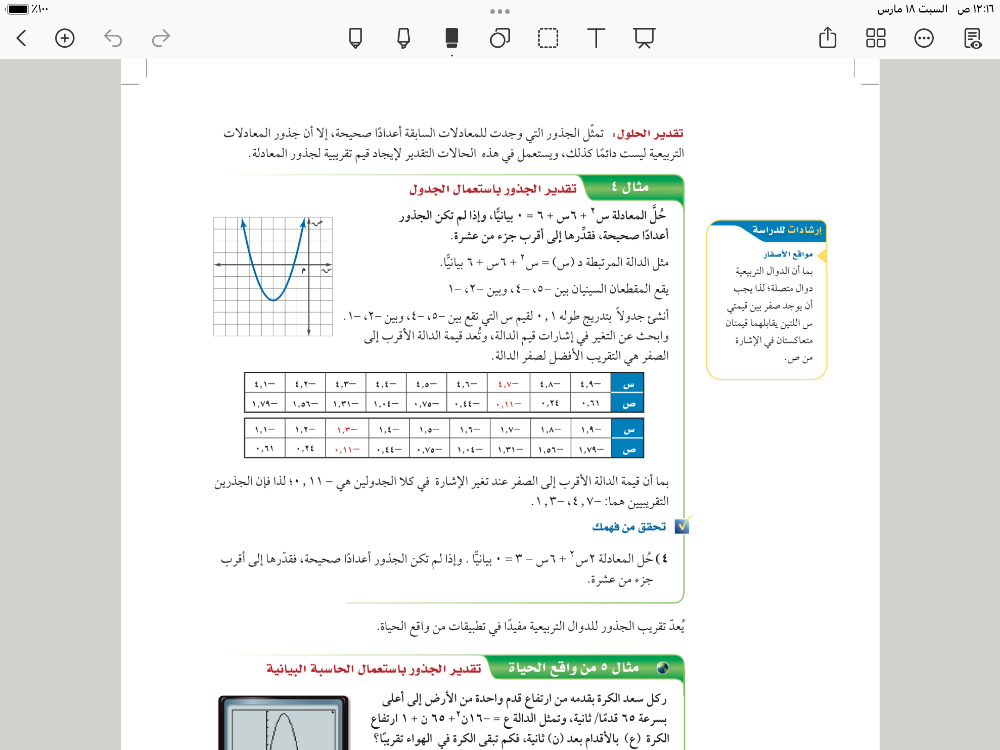 ١٢:١٦ ص السبت ١٨ مارس
٪١٠٠
تقدير الحلول: تمثّل الجذور التي وجدت للمعادلات السابقة أعدادًا صحيحة، إلا أن جذور المعادلات
التربيعية ليست دائمًا كذلك، ويستعمل في هذه الحالات التقدير لإيجاد قيم تقريبية لجذور المعادلة.
مثال ٤ تقدير الجذور باستعمال الجدول
حُلَّ المعادلة س٢ + ٦س + ٦ = ٠ بيانيًّا، وإذا لم تكن الجذور
أعدادًا صحيحة، فقدِّرها إلى أقرب جزء من عشرة.
مثل الدالة المرتبطة د (س) = س٢ + ٦س + ٦ بيانيًّا.
يقع المقطعان السينيان بين –٥، –٤، وبين –٢، –١
أنشئ جدولاً بتدريج طوله ٠,١ لقيم س التي تقع بين –٥، –٤، وبين –٢، –١.
وابحث عن التغير في إشارات قيم الدالة، وتُعد قيمة الدالة الأقرب إلى
الصفر هي التقريب الأفضل لصفر الدالة.
ص
س
م
س –٤,٩ –٤,٨ –٤,٧ –٤,٦ –٤,٥ –٤,٤ –٤,٣ –٤,٢ –٤,١
ص ٠,٦١ ٠,٢٤ –٠,١١ –٠,٤٤ –٠,٧٥ –١,٠٤ –١,٣١ –١,٥٦ –١,٧٩
س –١,٩ –١,٨ –١,٧ –١,٦ –١,٥ –١,٤ –١,٣ –١,٢ –١,١
ص –١,٧٩ –١,٥٦ –١,٣١ –١,٠٤ –٠,٧٥ –٠,٤٤ –٠,١١ ٠,٢٤ ٠,٦١
بما أن قيمة الدالة الأقرب إلى الصفر عند تغير الإشارة في كلا الجدولين هي – ٠,١١؛ لذا فإن الجذرين
التقريبيين هما: –٤,٧، –١,٣.
تحقق من فهمك
٤) حُل المعادلة ٢س٢ + ٦س – ٣ = ٠ بيانيًّا . وإذا لم تكن الجذور أعدادًا صحيحة، فقدّرها إلى أقرب
جزء من عشرة.
يُعدّ تقريب الجذور للدوال التربيعية مفيدًا في تطبيقات من واقع الحياة.
مثال ٥ من واقع الحياة تقدير الجذور باستعمال الحاسبة البيانية
ركل سعد الكرة بقدمه من ارتفاع قدم واحدة من الأرض إلى أعلى
بسرعة ٦٥ قدمًا/ ثانية، وتمثل الدالة ع = –١٦ن٢ + ٦٥ ن + ١ ارتفاع
الكرة (ع) بالأقدام بعد (ن) ثانية، فكم تبقى الكرة في الهواء تقريبًا؟
إرشادات للدراسة
مواقع الأصفار
بما أن الدوال التربيعية
دوال متصلة؛ لذا يجب
أن يوجد صفر بين قيمتي
س اللتين يقابلهما قيمتان
متعاكستان في الإشارة
من ص.